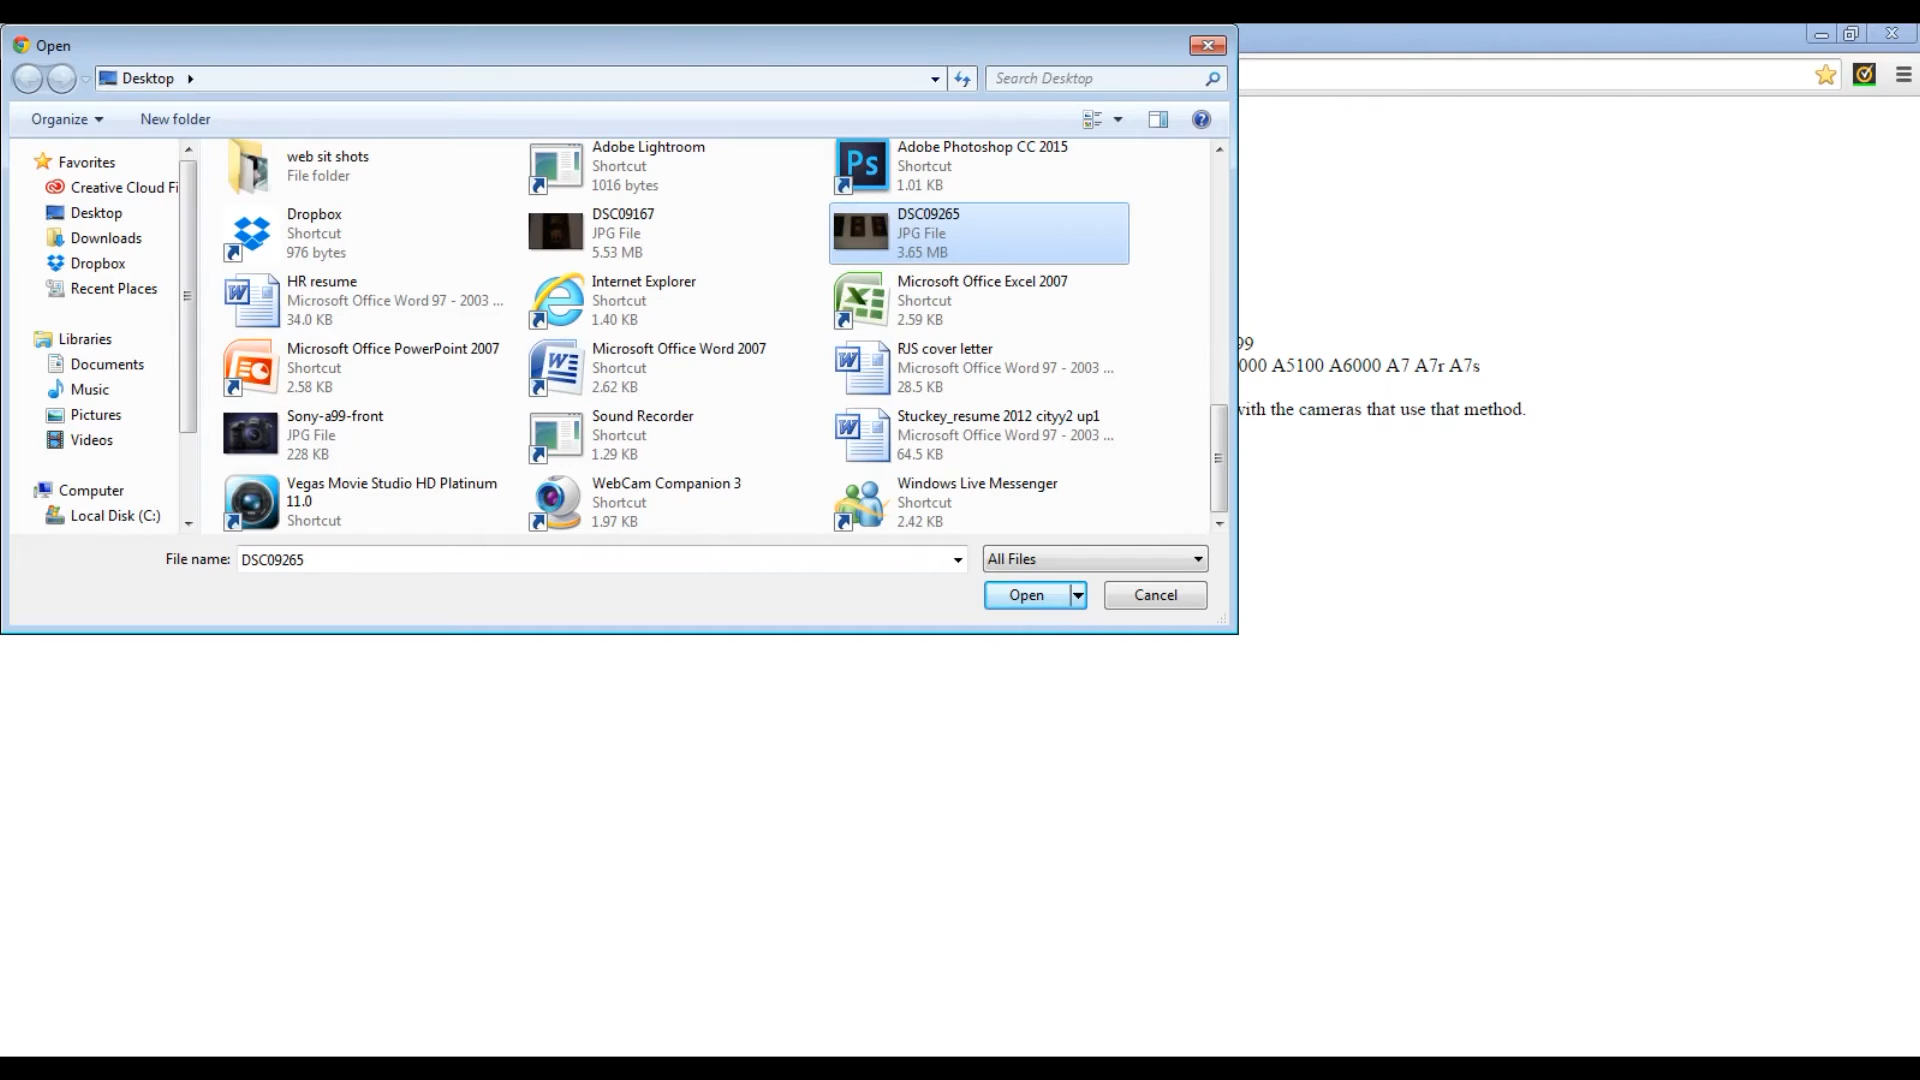 Open
Desktop
Search Desktop
Organize
New folder
Favorites
Creative Cloud Fi
Desktop
Downloads
Dropbox
Recent Places
Libraries
Documents
Music
Pictures
Videos
Computer
Local Disk (C:)
web sit shots
File folder
Adobe Lightroom
Shortcut
1016 bytes
Adobe Photoshop CC 2015
Shortcut
1.01 KB
Dropbox
Shortcut
976 bytes
DSC09167
JPG File
5.53 MB
DSC09265
JPG File
3.65 MB
HR resume
Microsoft Office Word 97 - 2003 ...
34.0 KB
Internet Explorer
Shortcut
1.40 KB
Microsoft Office Excel 2007
Shortcut
2.59 KB
Microsoft Office PowerPoint 2007
Shortcut
2.58 KB
Microsoft Office Word 2007
Shortcut
2.62 KB
RJS cover letter
Microsoft Office Word 97 - 2003 ...
28.5 KB
Sony-a99-front
JPG File
228 KB
Sound Recorder
Shortcut
1.29 KB
Stuckey_resume 2012 cityy2 up1
Microsoft Office Word 97 - 2003 ...
64.5 KB
Vegas Movie Studio HD Platinum
11.0
Shortcut
WebCam Companion 3
Shortcut
1.97 KB
Windows Live Messenger
Shortcut
2.42 KB
File name: DSC09265
All Files
Open
Cancel
99
000 A5100 A6000 A7 A7r A7s
with the cameras that use that method.
Ps